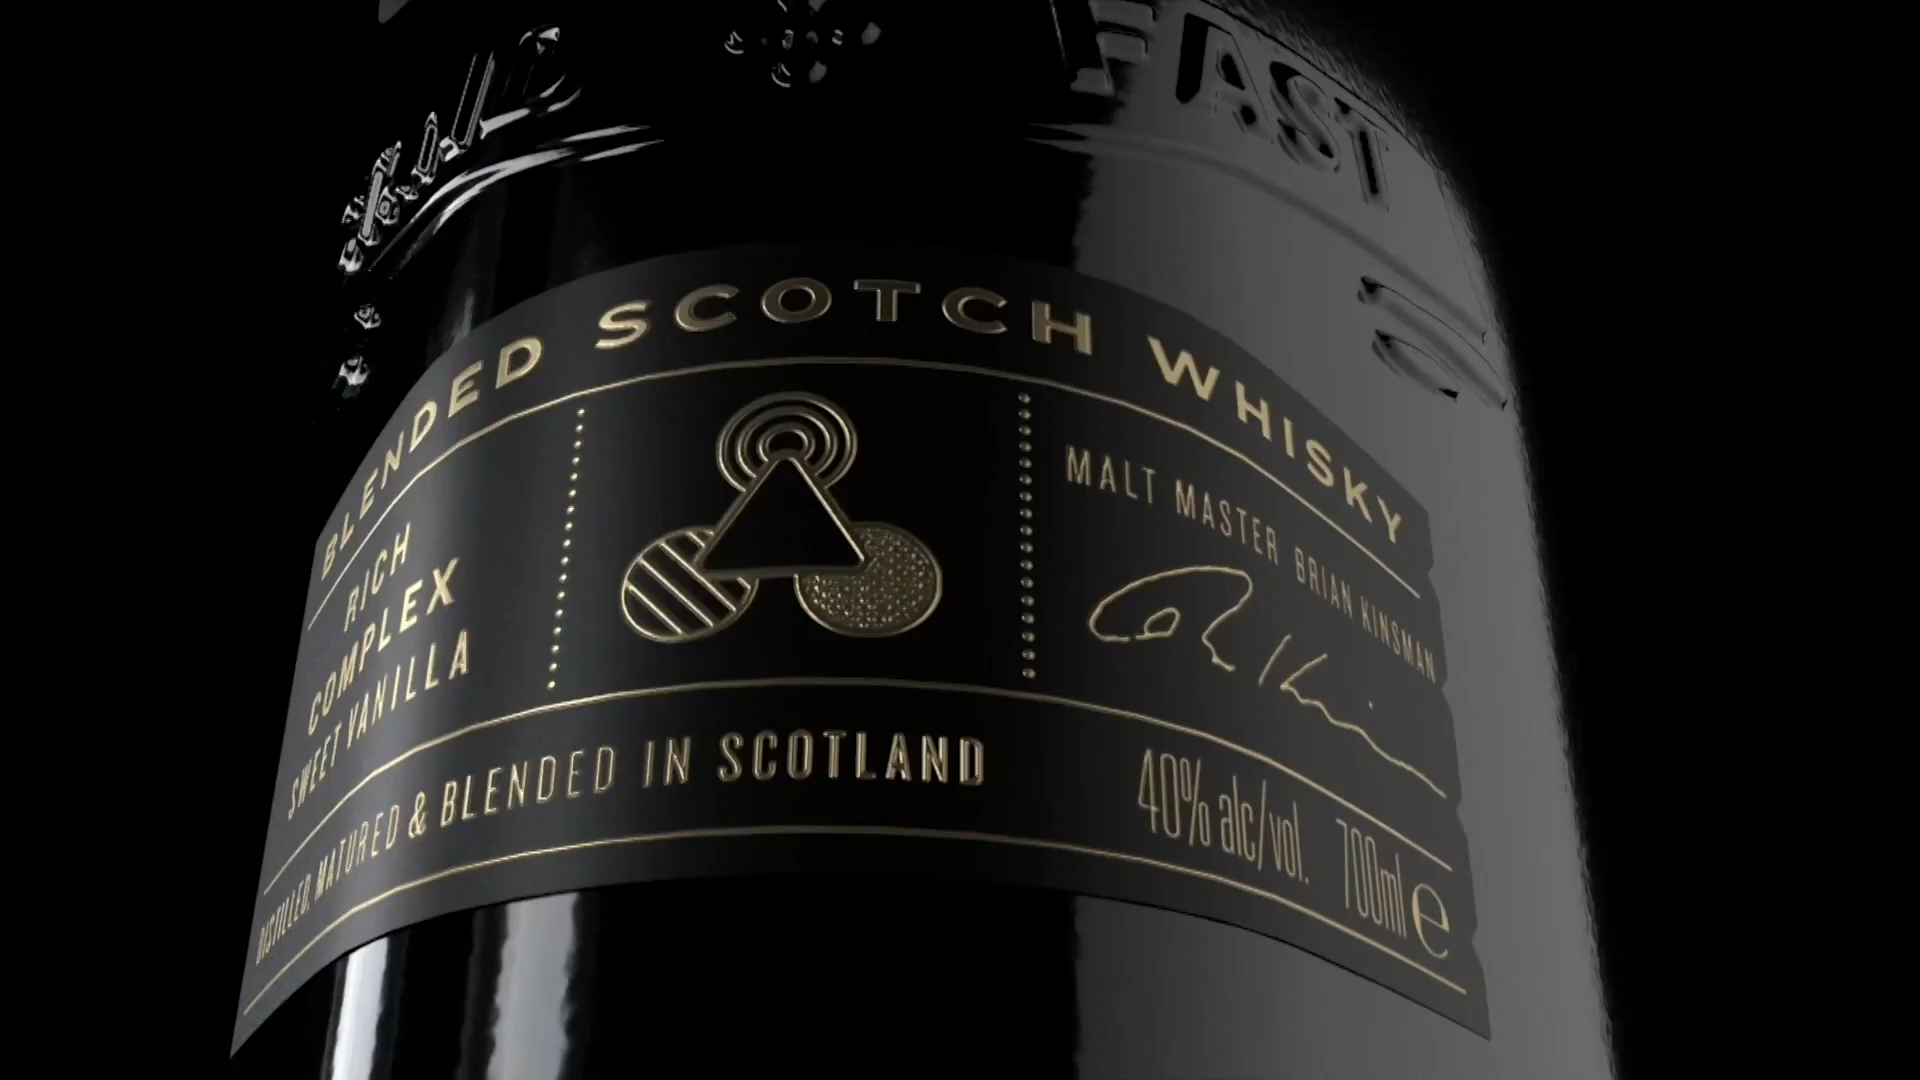 FAST
BLENDED SCOTCH WHISKY
RICH
COMPLEX
SWEET VANILLA
MALT MASTER BRIAN KINSMAN
DISTILLED, MATURED & BLENDED IN SCOTLAND
40% alc/vol. 700ml e